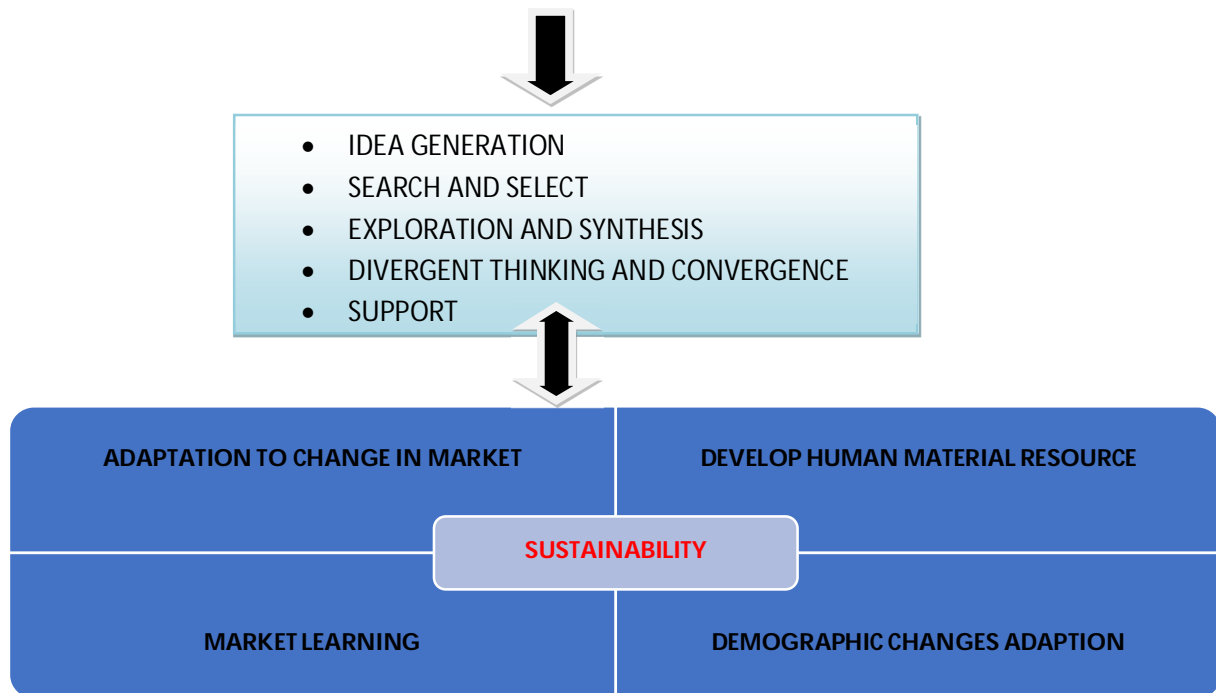 • IDEA GENERATION
• SEARCH AND SELECT
• EXPLORATION AND SYNTHESIS
• DIVERGENT THINKING AND CONVERGENCE
• SUPPORT
ADAPTATION TO CHANGE IN MARKET
DEVELOP HUMAN MATERIAL RESOURCE
SUSTAINABILITY
MARKET LEARNING
DEMOGRAPHIC CHANGES ADAPTION